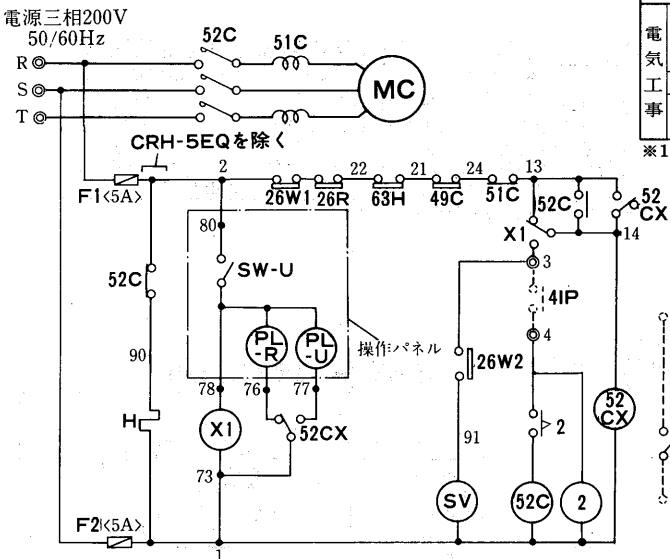 電源三相200V
50/60Hz
52C
51C
R
S
T
MC
電気工事
※1
CRH-5EQを除く
F1<5A>
2
26W1
26R
22
63H
21
49C
24
51C
13
52C
52
CX
X1
14
80
SW-U
3
52C
4IP
PL
-R
PL
-U
操作パネル
4
26W2
90
78
76
77
52
CX
H
X1
52CX
2
91
73
SV
52C
2
F2<5A>
1